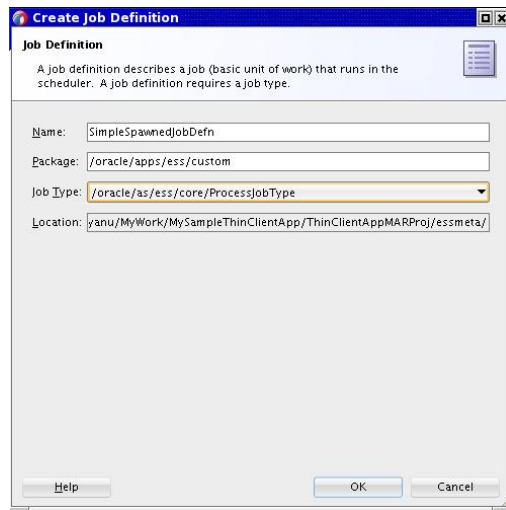 Create Job Definition
Job Definition
A job definition describes a job (basic unit of work) that runs in the
scheduler. A job definition requires a job type.
Name: SimpleSpawnedJobDefn
Package: /oracle/apps/ess/custom
Job Type: /oracle/as/ess/core/ProcessJobType
Location: yanu/MyWork/MySampleThinClientApp/ThinClientAppMARProj/essmeta/
Help OK Cancel